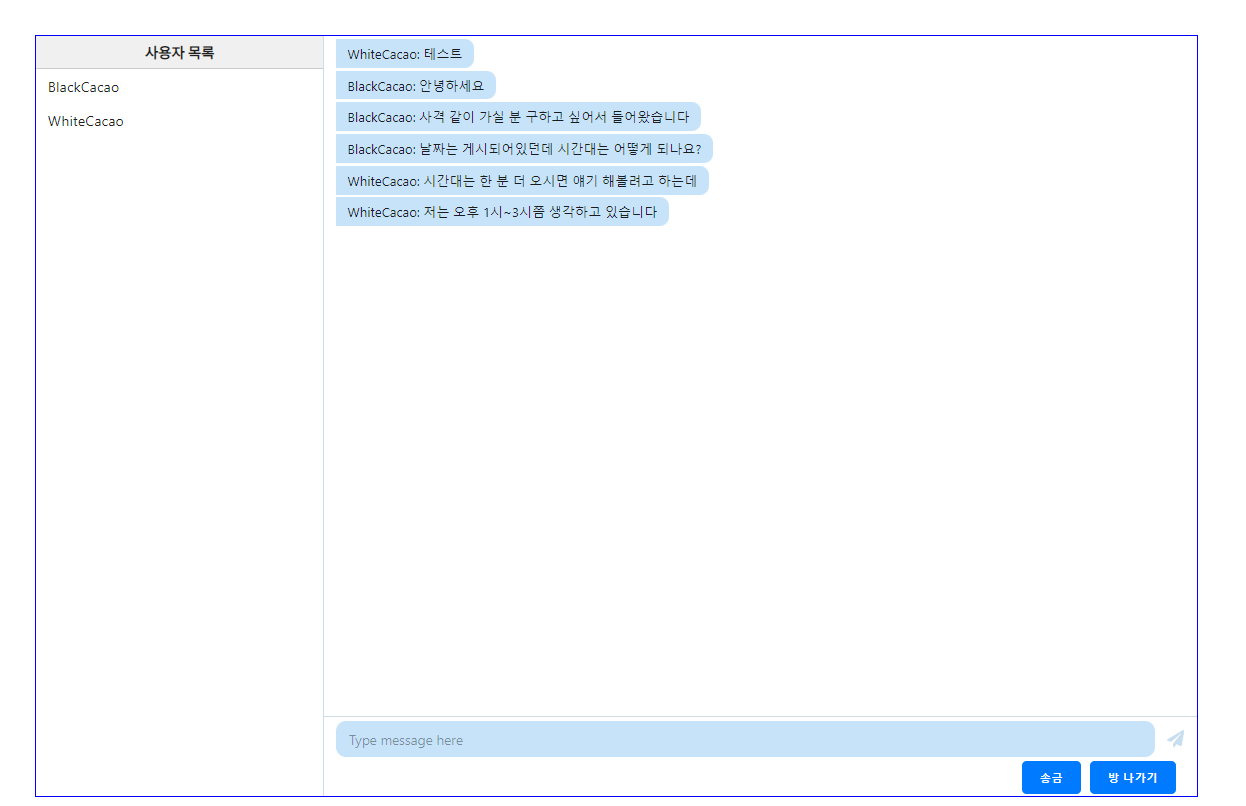 사용자 목록
BlackCacao
WhiteCacao
WhiteCacao: 테스트
BlackCacao: 안녕하세요
BlackCacao: 사격 같이 가실 분 구하고 싶어서 들어왔습니다
BlackCacao: 날짜는 게시되어있던데 시간대는 어떻게 되나요?
WhiteCacao: 시간대는 한 분 더 오시면 얘기 해볼려고 하는데
WhiteCacao: 저는 오후 1시~3시쯤 생각하고 있습니다
Type message here
송금
방 나가기